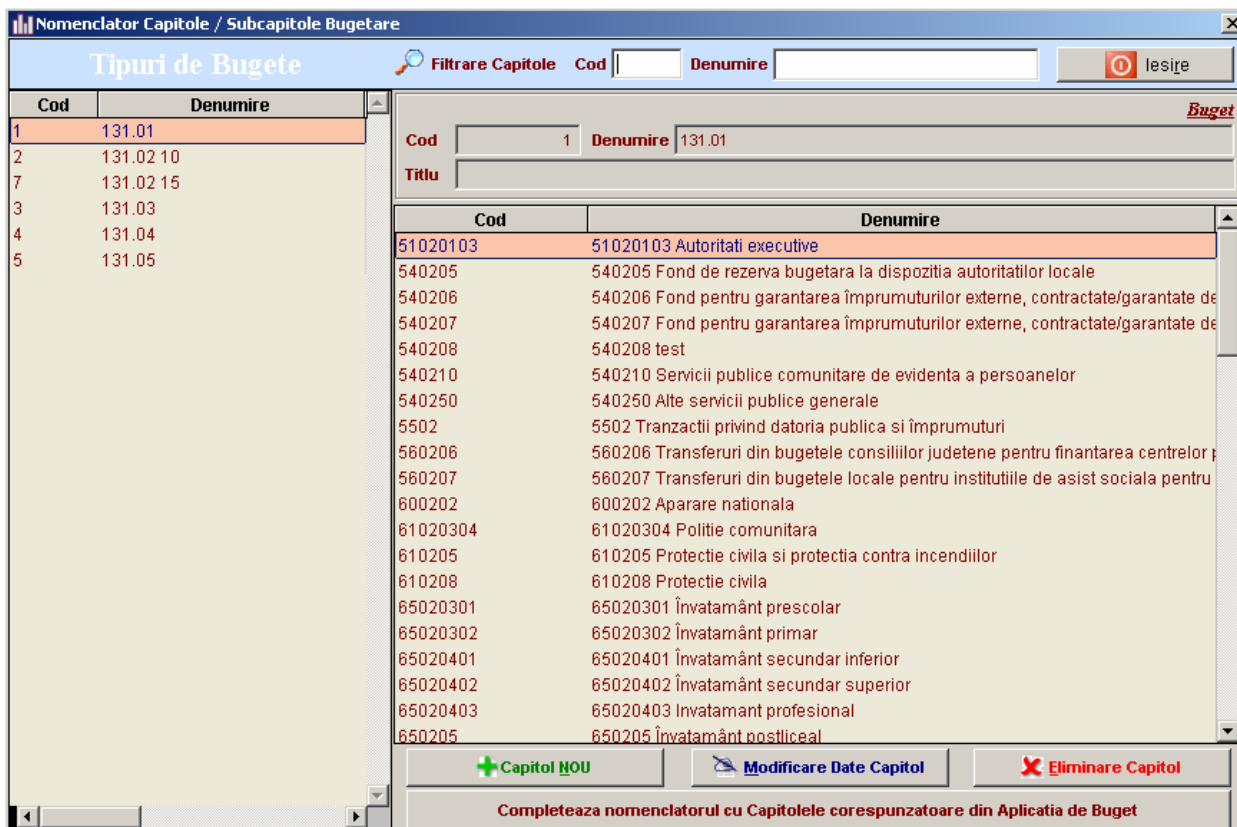 Nomenclator Capitole / Subcapitole Bugetare
Tipuri de Bugete
Filtrare Capitole Cod Denumire Iesire
Cod Denumire
1 131.01
2 131.02 10
7 131.02 15
3 131.03
4 131.04
5 131.05
Buget
Cod 1 Denumire 131.01
Titlu
Cod Denumire
51020103 51020103 Autoritati executive
540205 540205 Fond de rezerva bugetara la dispozitia autoritatilor locale
540206 540206 Fond pentru garantarea împrumuturilor externe, contractate/garantate de
540207 540207 Fond pentru garantarea împrumuturilor externe, contractate/garantate de
540208 540208 test
540210 540210 Servicii publice comunitare de evidenta a persoanelor
540250 540250 Alte servicii publice generale
5502 5502 Tranzactii privind datoria publica si împrumuturi
560206 560206 Transferuri din bugetele consiliilor judetene pentru finantarea centrelor
560207 560207 Transferuri din bugetele locale pentru institutiile de asist sociala pentru
600202 600202 Aparare nationala
61020304 61020304 Politie comunitara
610205 610205 Protectie civila si protectia contra incendiilor
610208 610208 Protectie civila
65020301 65020301 Învatamânt prescolar
65020302 65020302 Învatamânt primar
65020401 65020401 Învatamânt secundar inferior
65020402 65020402 Învatamânt secundar superior
65020403 65020403 Invatamant profesional
650205 650205 Învatamânt postliceal
Capitol NOU Modificare Date Capitol Eliminare Capitol
Completeaza nomenclatorul cu Capitolele corespunzatoare din Aplicatia de Buget